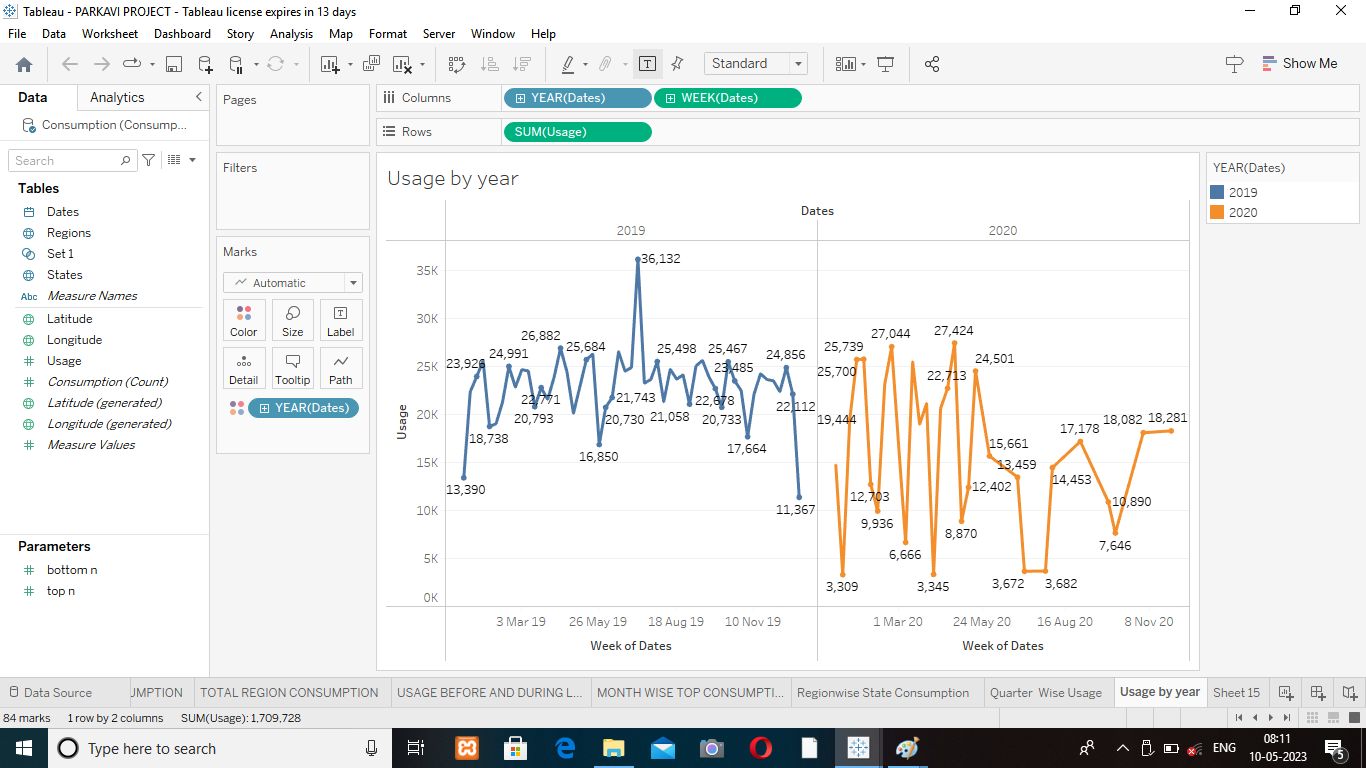 Tableau - PARKAVI PROJECT - Tableau license expires in 13 days
File Data Worksheet Dashboard Story Analysis Map Format Server Window Help
Standard
Show Me
Data Analytics
Consumption (Consump...
Search
Tables
Dates
Regions
Set 1
States
Abc Measure Names
Latitude
Longitude
Usage
Consumption (Count)
Latitude (generated)
Longitude (generated)
Measure Values
Parameters
bottom n
top n
Pages
Filters
Marks
Automatic
Color Size Label
Detail Tooltip Path
YEAR(Dates)
Columns YEAR(Dates) WEEK(Dates)
Rows SUM(Usage)
Usage by year
Dates
2019 2020
Usage
35K
30K
25K
20K
15K
10K
5K
0K
13,390
23,926
18,738
24,991
20,793
22,771
26,882
25,684
16,850
20,730
21,743
36,132
25,498
21,058
22,678
20,733
25,467
23,485
17,664
24,856
22,112
11,367
19,444
3,309
25,700
25,739
12,703
9,936
27,044
6,666
3,345
22,713
27,424
8,870
12,402
24,501
15,661
13,459
3,672
3,682
14,453
17,178
10,890
7,646
18,082
18,281
3 Mar 19 26 May 19 18 Aug 19 10 Nov 19
1 Mar 20 24 May 20 16 Aug 20 8 Nov 20
Week of Dates Week of Dates
YEAR(Dates)
2019
2020
Data Source UMPTION TOTAL REGION CONSUMPTION USAGE BEFORE AND DURING L... MONTH WISE TOP CONSUMPTI... Regionwise State Consumption Quarter Wise Usage Usage by year Sheet 15
84 marks 1 row by 2 columns SUM(Usage): 1,709,728
Type here to search
ENG
08:11
10-05-2023
5